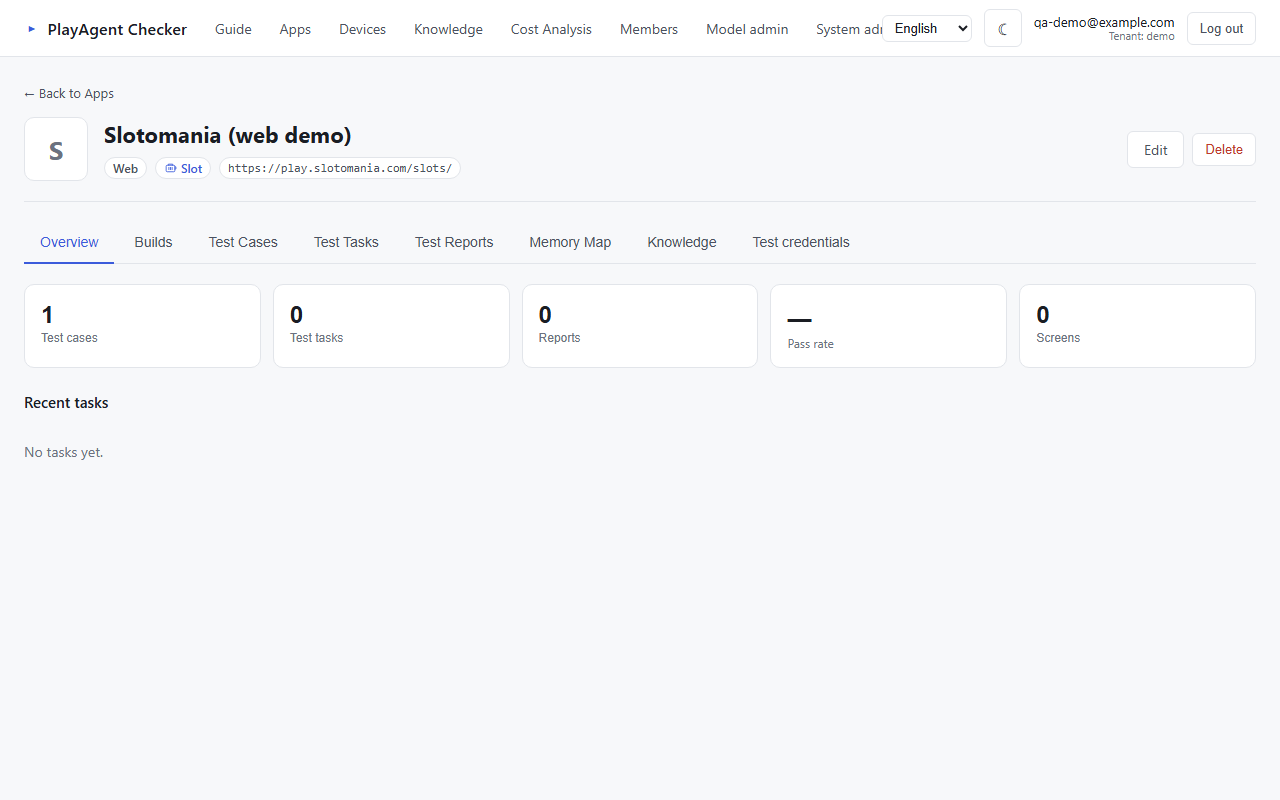 PlayAgent Checker Guide Apps Devices Knowledge Cost Analysis Members Model admin System adr English qa-demo@example.com Log out
Tenant: demo
← Back to Apps
S
Slotomania (web demo)
Web Slot https://play.slotomania.com/slots/
Edit Delete
Overview Builds Test Cases Test Tasks Test Reports Memory Map Knowledge Test credentials
1 0 0 — 0
Test cases Test tasks Reports Pass rate Screens
Recent tasks
No tasks yet.